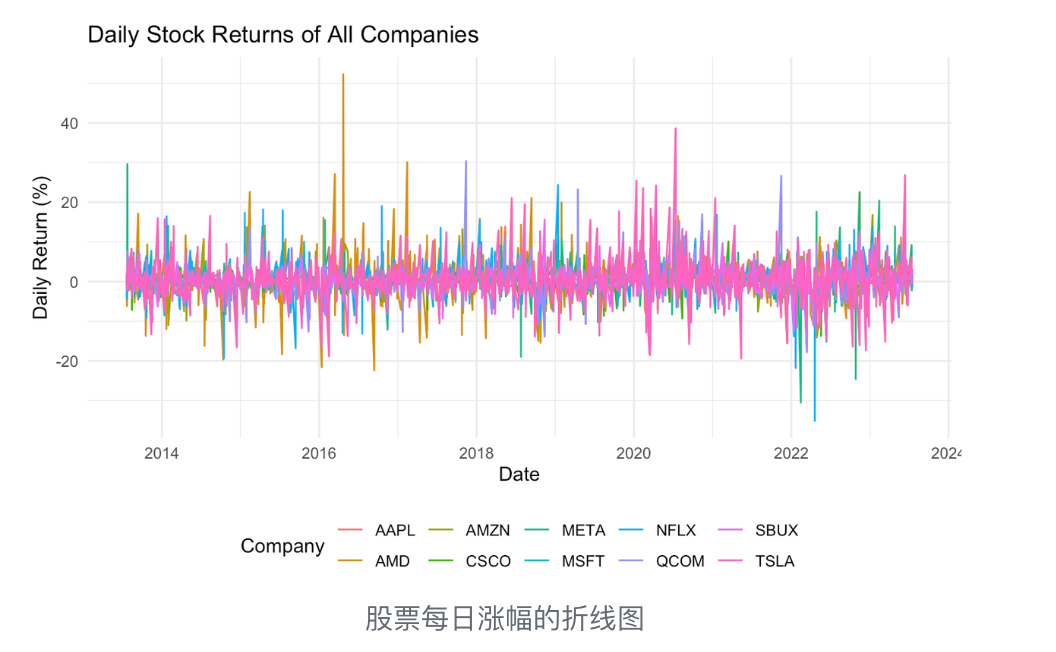 Daily Stock Returns of All Companies
Daily Return (%)
40
20
0
-20
2014 2016 2018 2020 2022 2024
Date
Company
AAPL AMZN META NFLX SBUX
AMD CSCO MSFT QCOM TSLA
股票每日涨幅的折线图